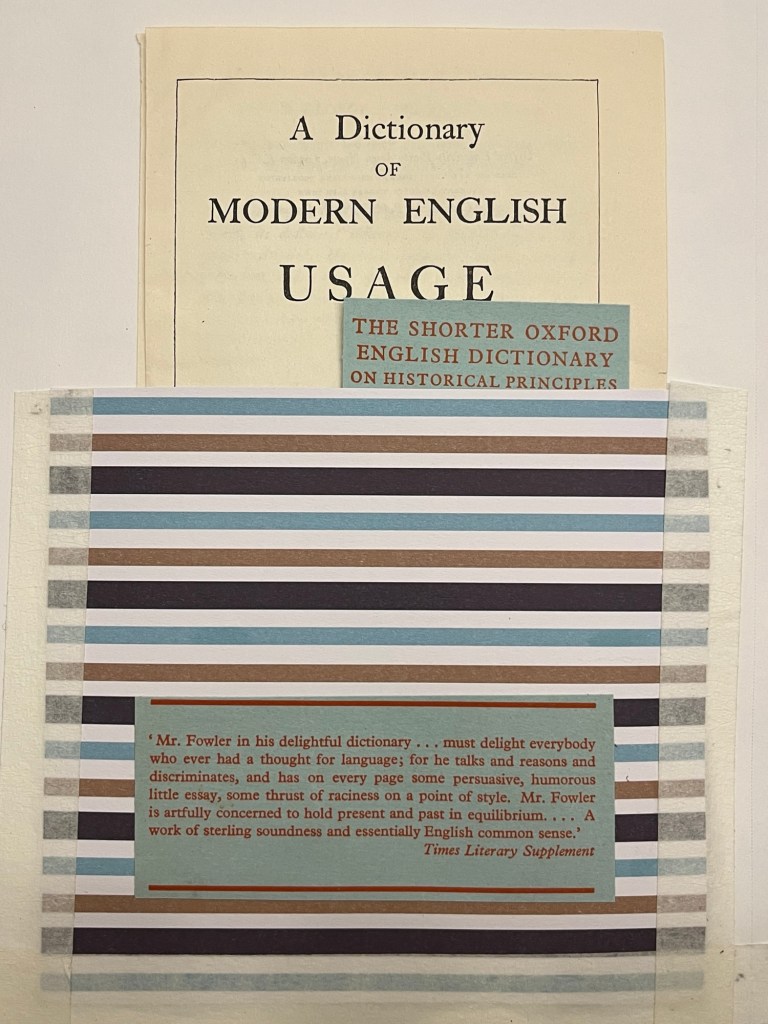 A Dictionary
OF
MODERN ENGLISH
USAGE
THE SHORTER OXFORD
ENGLISH DICTIONARY
ON HISTORICAL PRINCIPLES
‘Mr. Fowler in his delightful dictionary . . . must delight everybody
who ever had a thought for language; for he talks and reasons and
discriminates, and has on every page some persuasive, humorous
little essay, some thrust of raciness on a point of style. Mr. Fowler
is artfully concerned to hold present and past in equilibrium. . . . A
work of sterling soundness and essentially English common sense.’
Times Literary Supplement